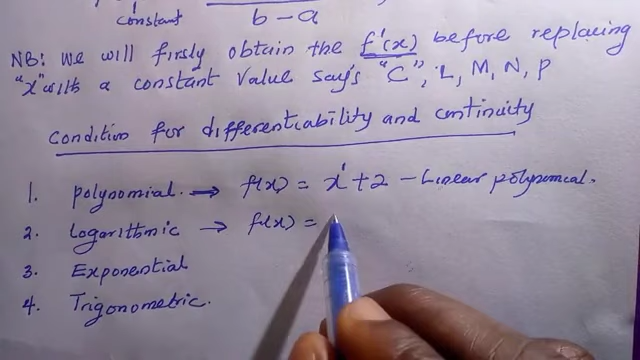 constant
b - a
NB: We will firstly obtain the f'(x) before replacing
"x" with a constant Value say's "C", L, M, N, P
Condition for differentiability and continuity
1. polynomial. → f(x) = x¹ + 2 - Linear polynomial.
2. Logarithmic → f(x) =
3. Exponential
4. Trigonometric.